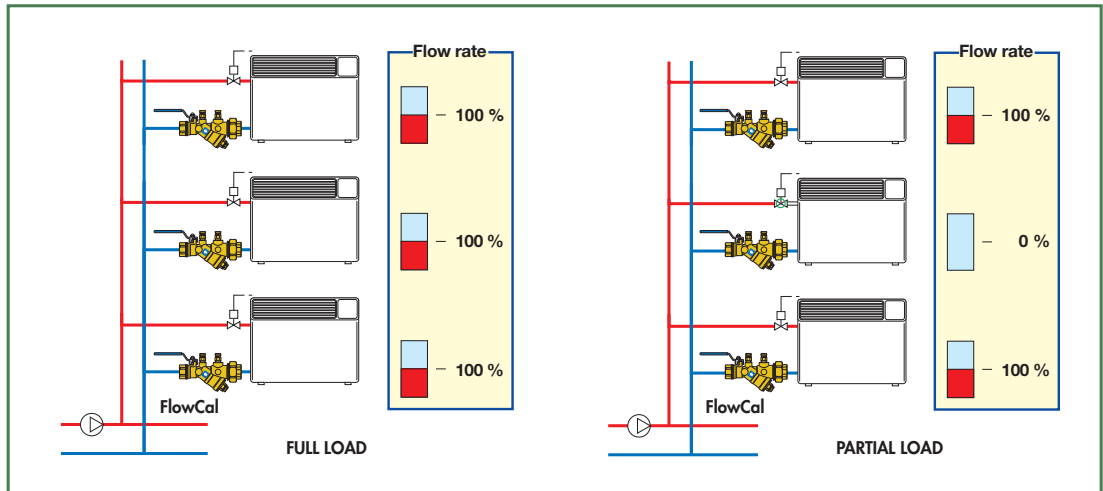 Flow rate
100 %
100 %
100 %
FlowCal
FULL LOAD
Flow rate
100 %
0 %
100 %
FlowCal
PARTIAL LOAD